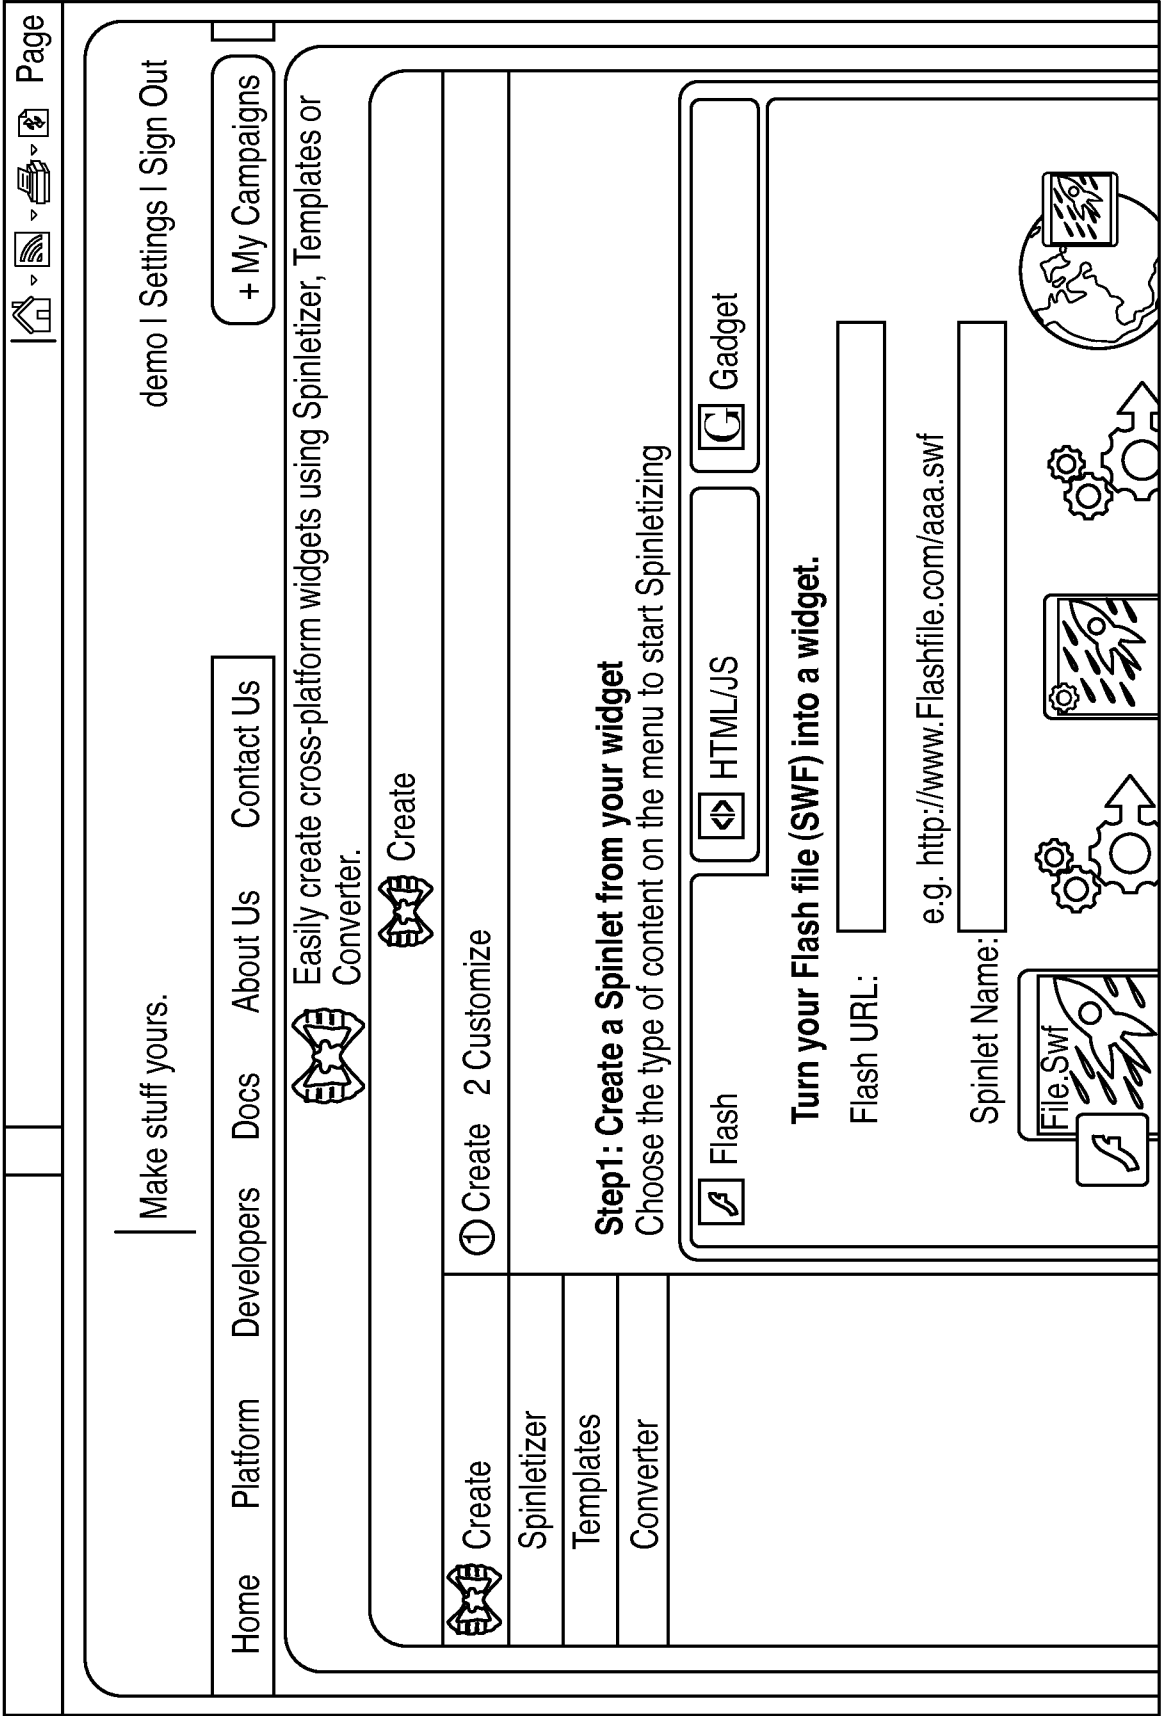 Page
Make stuff yours.
demo | Settings | Sign Out
Home Platform Developers Docs About Us Contact Us
+ My Campaigns
Easily create cross-platform widgets using Spinletizer, Templates or
Converter.
Create
Create
1 Create 2 Customize
Spinletizer
Templates
Converter
Step1: Create a Spinlet from your widget
Choose the type of content on the menu to start Spinletizing
Flash
<> HTML/JS
G Gadget
Turn your Flash file (SWF) into a widget.
Flash URL:
e.g. http://www.Flashfile.com/aaa.swf
Spinlet Name:
File.Swf